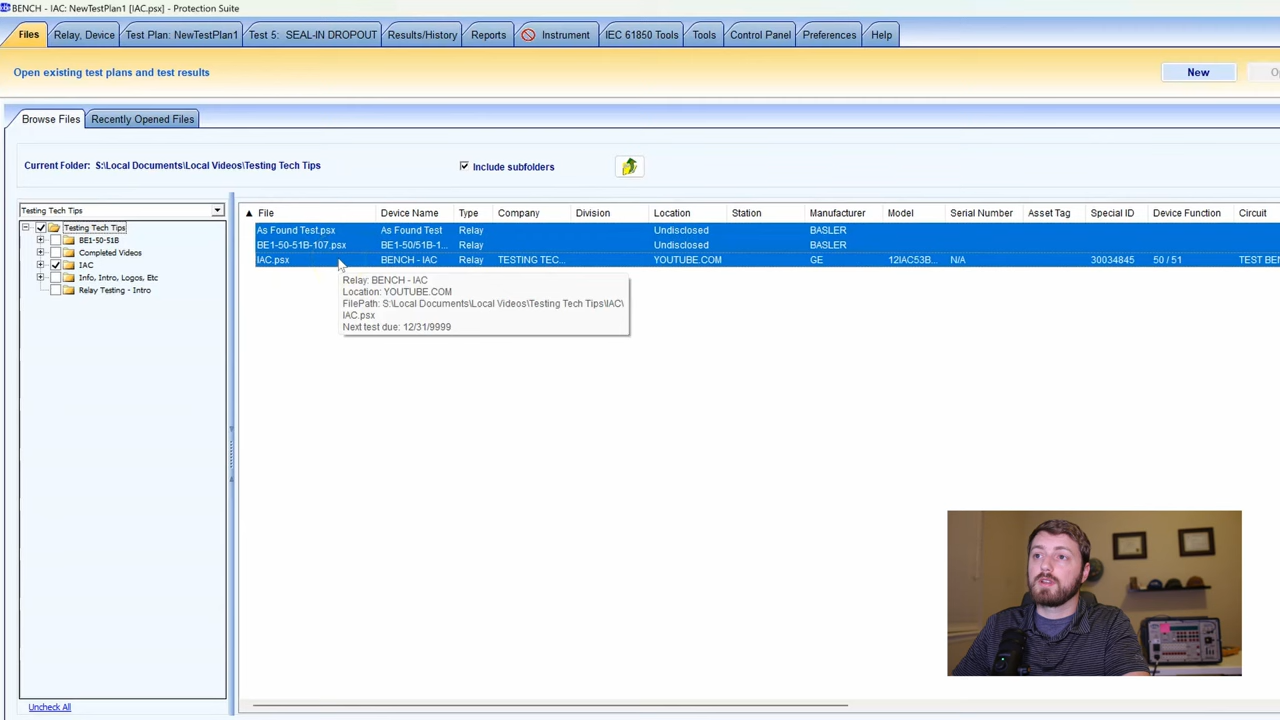 BENCH - IAC: NewTestPlan1 [IAC.psx] - Protection Suite
Files Relay, Device Test Plan: NewTestPlan1 Test 5: SEAL-IN DROPOUT Results/History Reports Instrument IEC 61850 Tools Tools Control Panel Preferences Help
Open existing test plans and test results New
Browse Files Recently Opened Files
Current Folder: S:\Local Documents\Local Videos\Testing Tech Tips Include subfolders
Testing Tech Tips
Testing Tech Tips
BE1-50-51B
Completed Videos
IAC
Info, Intro, Logos, Etc
Relay Testing - Intro
Uncheck All
File Device Name Type Company Division Location Station Manufacturer Model Serial Number Asset Tag Special ID Device Function Circuit
As Found Test.psx As Found Test Relay Undisclosed BASLER
BE1-50-51B-107.psx BE1-50/51B-1... Relay Undisclosed BASLER
IAC.psx BENCH - IAC Relay TESTING TEC... YOUTUBE.COM GE 12IAC53B... N/A 30034845 50 / 51 TEST BEN
Relay: BENCH - IAC
Location: YOUTUBE.COM
FilePath: S:\Local Documents\Local Videos\Testing Tech Tips\IAC\
IAC.psx
Next test due: 12/31/9999